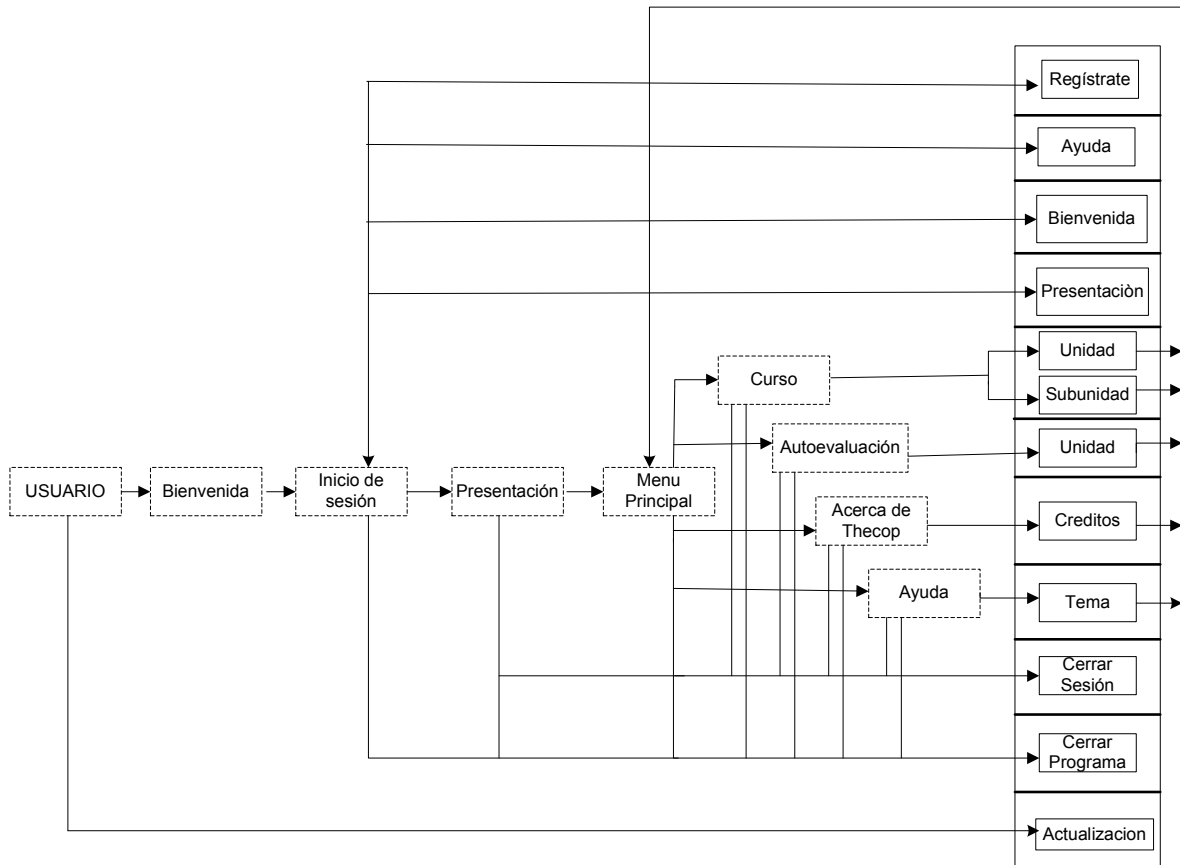 Regístrate
Ayuda
Bienvenida
Presentaciòn
Unidad
Curso
Subunidad
Autoevaluación
Unidad
USUARIO
Bienvenida
Inicio de
sesión
Presentación
Menu
Principal
Acerca de
Thecop
Creditos
Ayuda
Tema
Cerrar
Sesión
Cerrar
Programa
Actualizacion